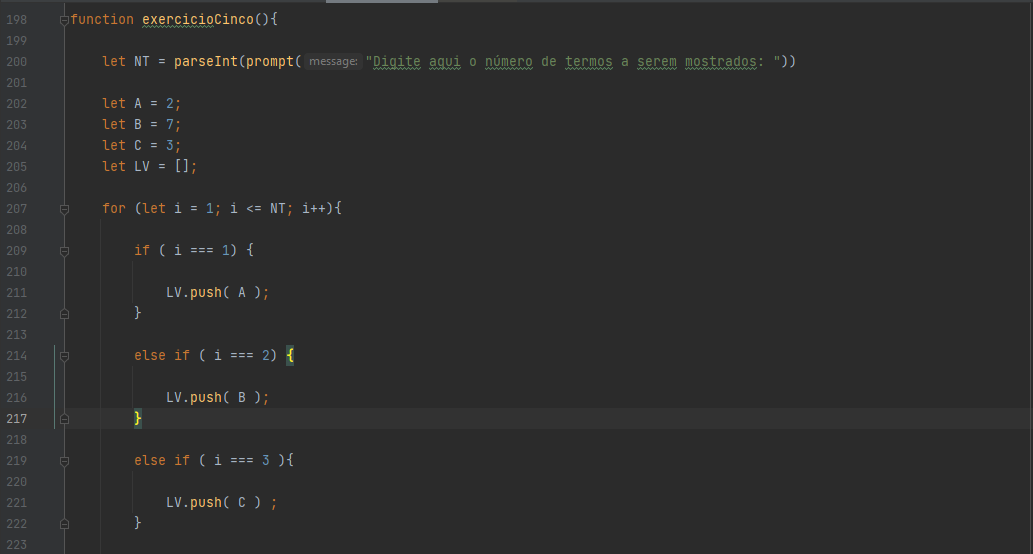 198 function exercicioCinco(){
199
200 let NT = parseInt(prompt( message: "Digite aqui o número de termos a serem mostrados: "))
201
202 let A = 2;
203 let B = 7;
204 let C = 3;
205 let LV = [];
206
207 for (let i = 1; i <= NT; i++){
208
209 if ( i === 1) {
210
211 LV.push( A );
212 }
213
214 else if ( i === 2) {
215
216 LV.push( B );
217 }
218
219 else if ( i === 3 ){
220
221 LV.push( C ) ;
222 }
223